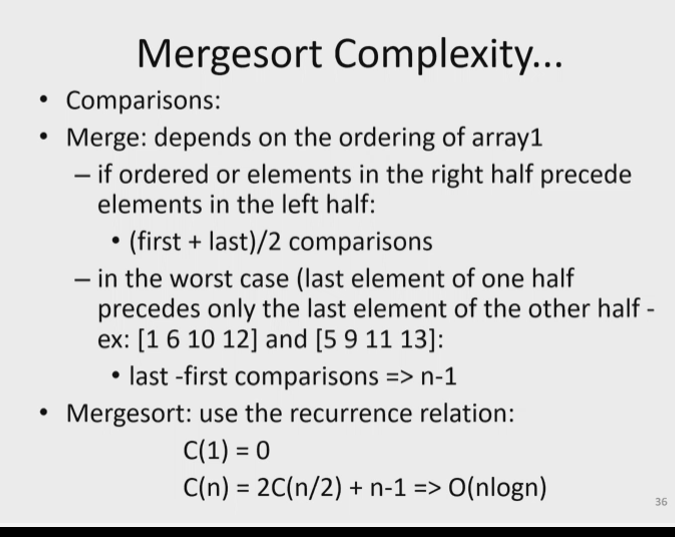 Mergesort Complexity...
• Comparisons:
• Merge: depends on the ordering of array1
– if ordered or elements in the right half precede
elements in the left half:
• (first + last)/2 comparisons
– in the worst case (last element of one half
precedes only the last element of the other half -
ex: [1 6 10 12] and [5 9 11 13]:
• last -first comparisons => n-1
• Mergesort: use the recurrence relation:
C(1) = 0
C(n) = 2C(n/2) + n-1 => O(nlogn)
36